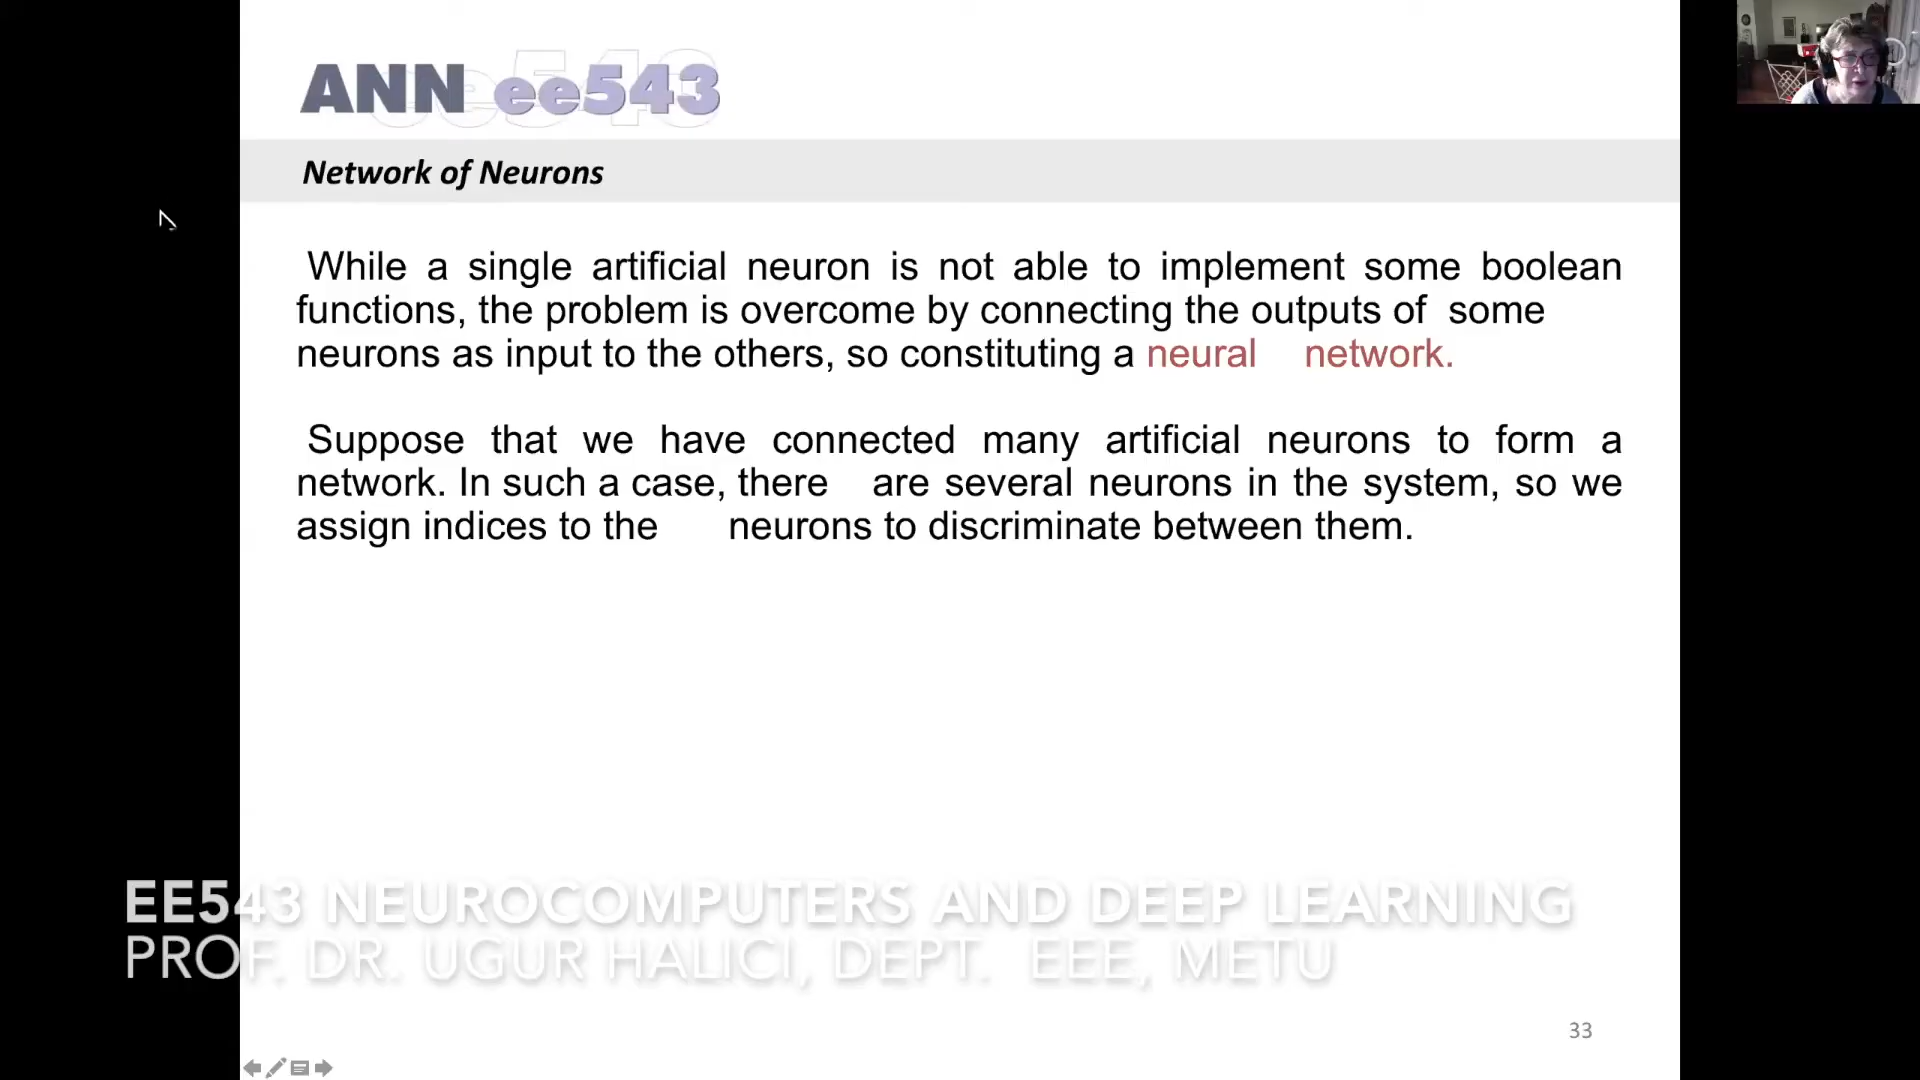 ANN ee543
Network of Neurons
While a single artificial neuron is not able to implement some boolean
functions, the problem is overcome by connecting the outputs of some
neurons as input to the others, so constituting a neural network.
Suppose that we have connected many artificial neurons to form a
network. In such a case, there are several neurons in the system, so we
assign indices to the neurons to discriminate between them.
EE543 NEUROCOMPUTERS AND DEEP LEARNING
PROF. DR. UGUR HALICI, DEPT. EEE, METU
33